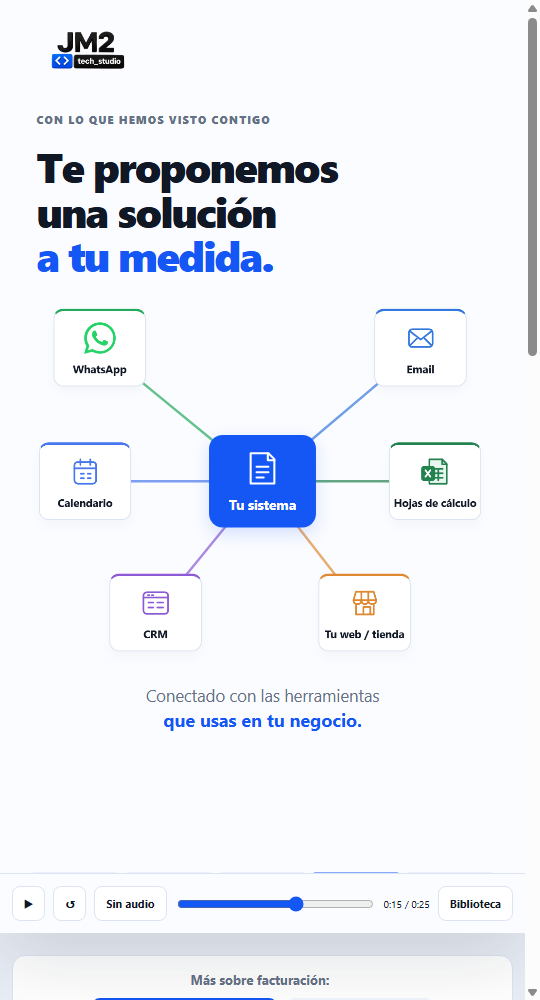 JM2
<> tech_studio
CON LO QUE HEMOS VISTO CONTIGO
Te proponemos
una solución
a tu medida.
WhatsApp
Email
Calendario
Tu sistema
Hojas de cálculo
CRM
Tu web / tienda
Conectado con las herramientas
que usas en tu negocio.
Sin audio
0:15 / 0:25
Biblioteca
Más sobre facturación: